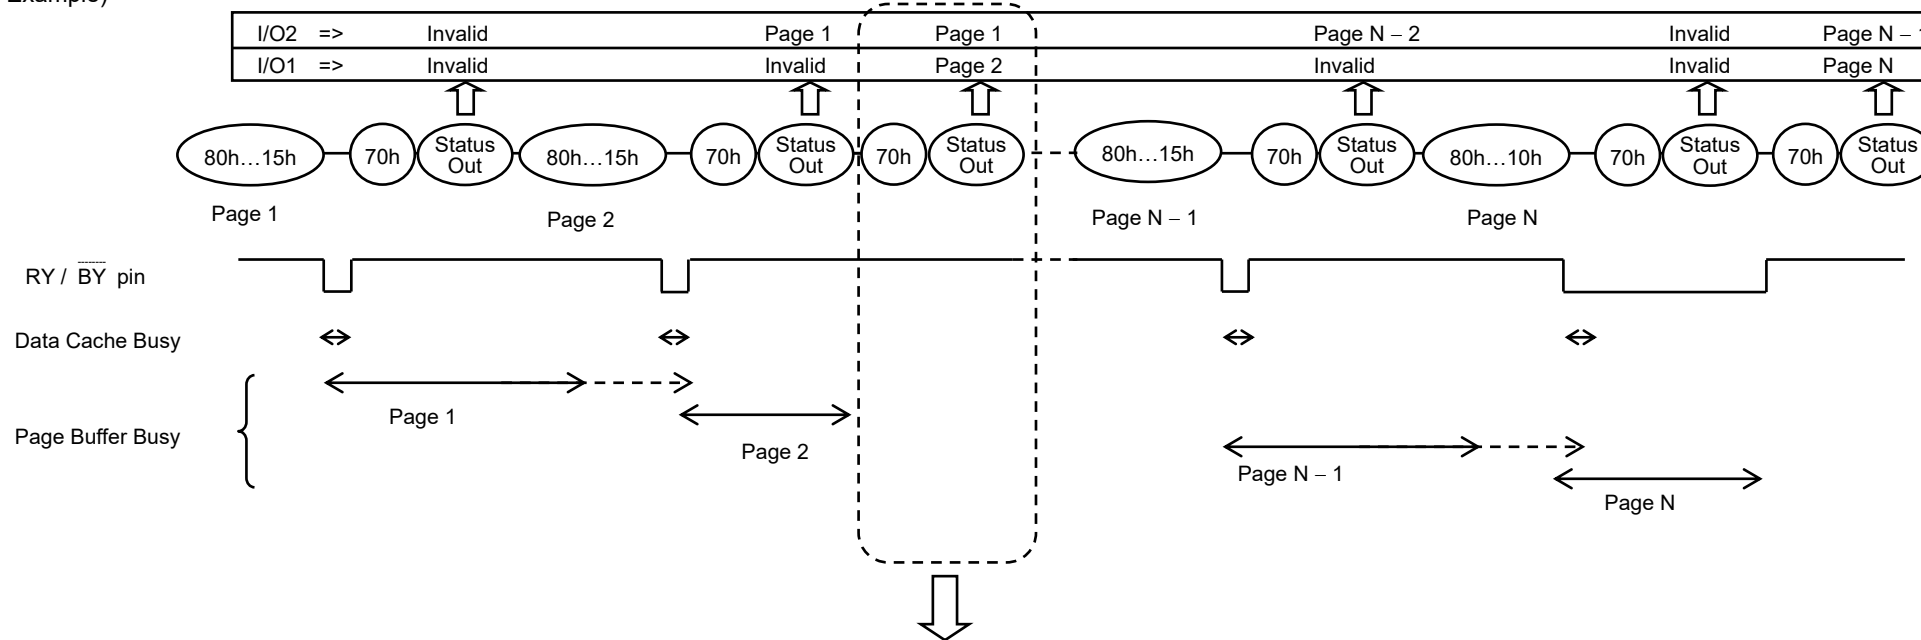 Example)
I/O2 => Invalid Page 1 Page 1 Page N – 2 Invalid Page N – 1
I/O1 => Invalid Invalid Page 2 Invalid Invalid Page N
80h…15h 70h Status Out 80h…15h 70h Status Out 70h Status Out 80h…15h 70h Status Out 80h…10h 70h Status Out 70h Status Out
Page 1 Page 2 Page N – 1 Page N
RY / BY pin
Data Cache Busy
Page Buffer Busy
Page 1
Page 2
Page N – 1
Page N